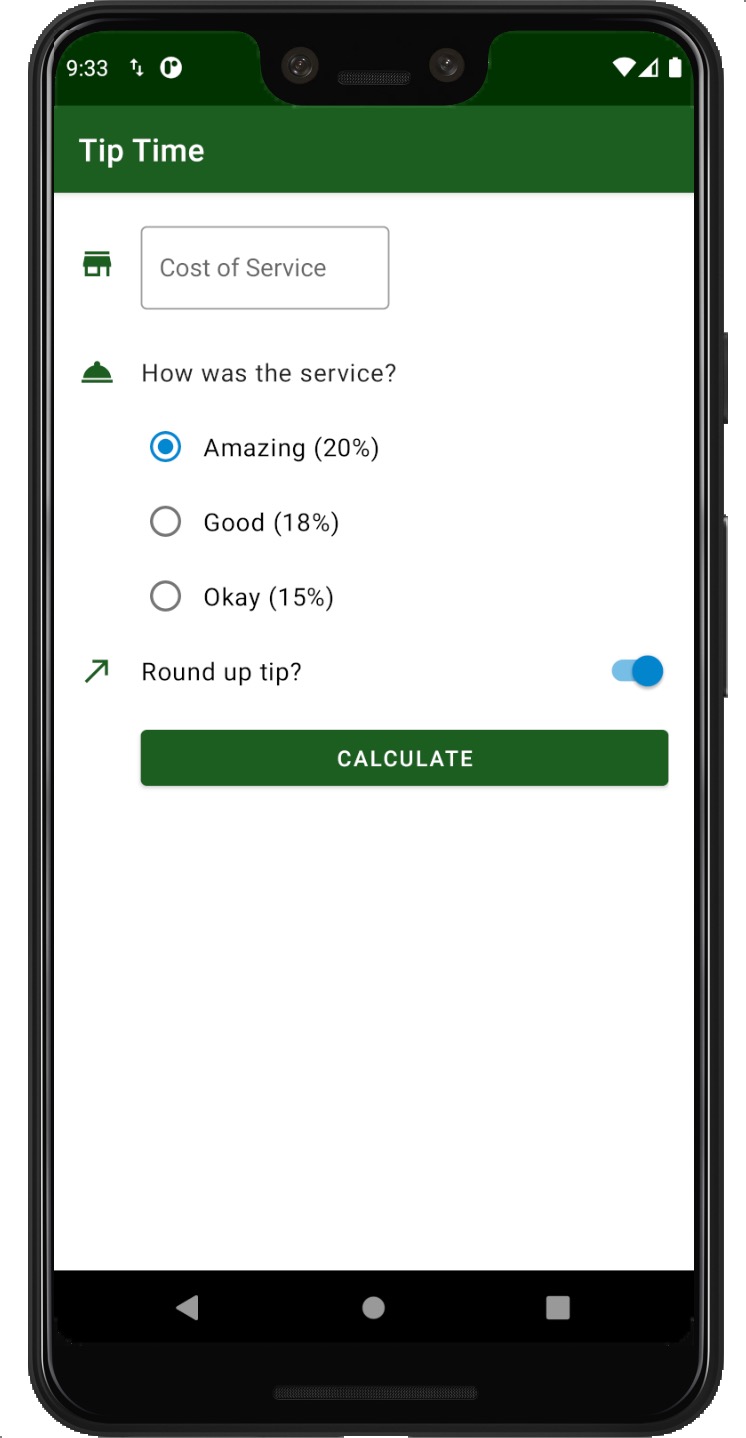 9:33
Tip Time
Cost of Service
How was the service?
Amazing (20%)
Good (18%)
Okay (15%)
Round up tip?
CALCULATE